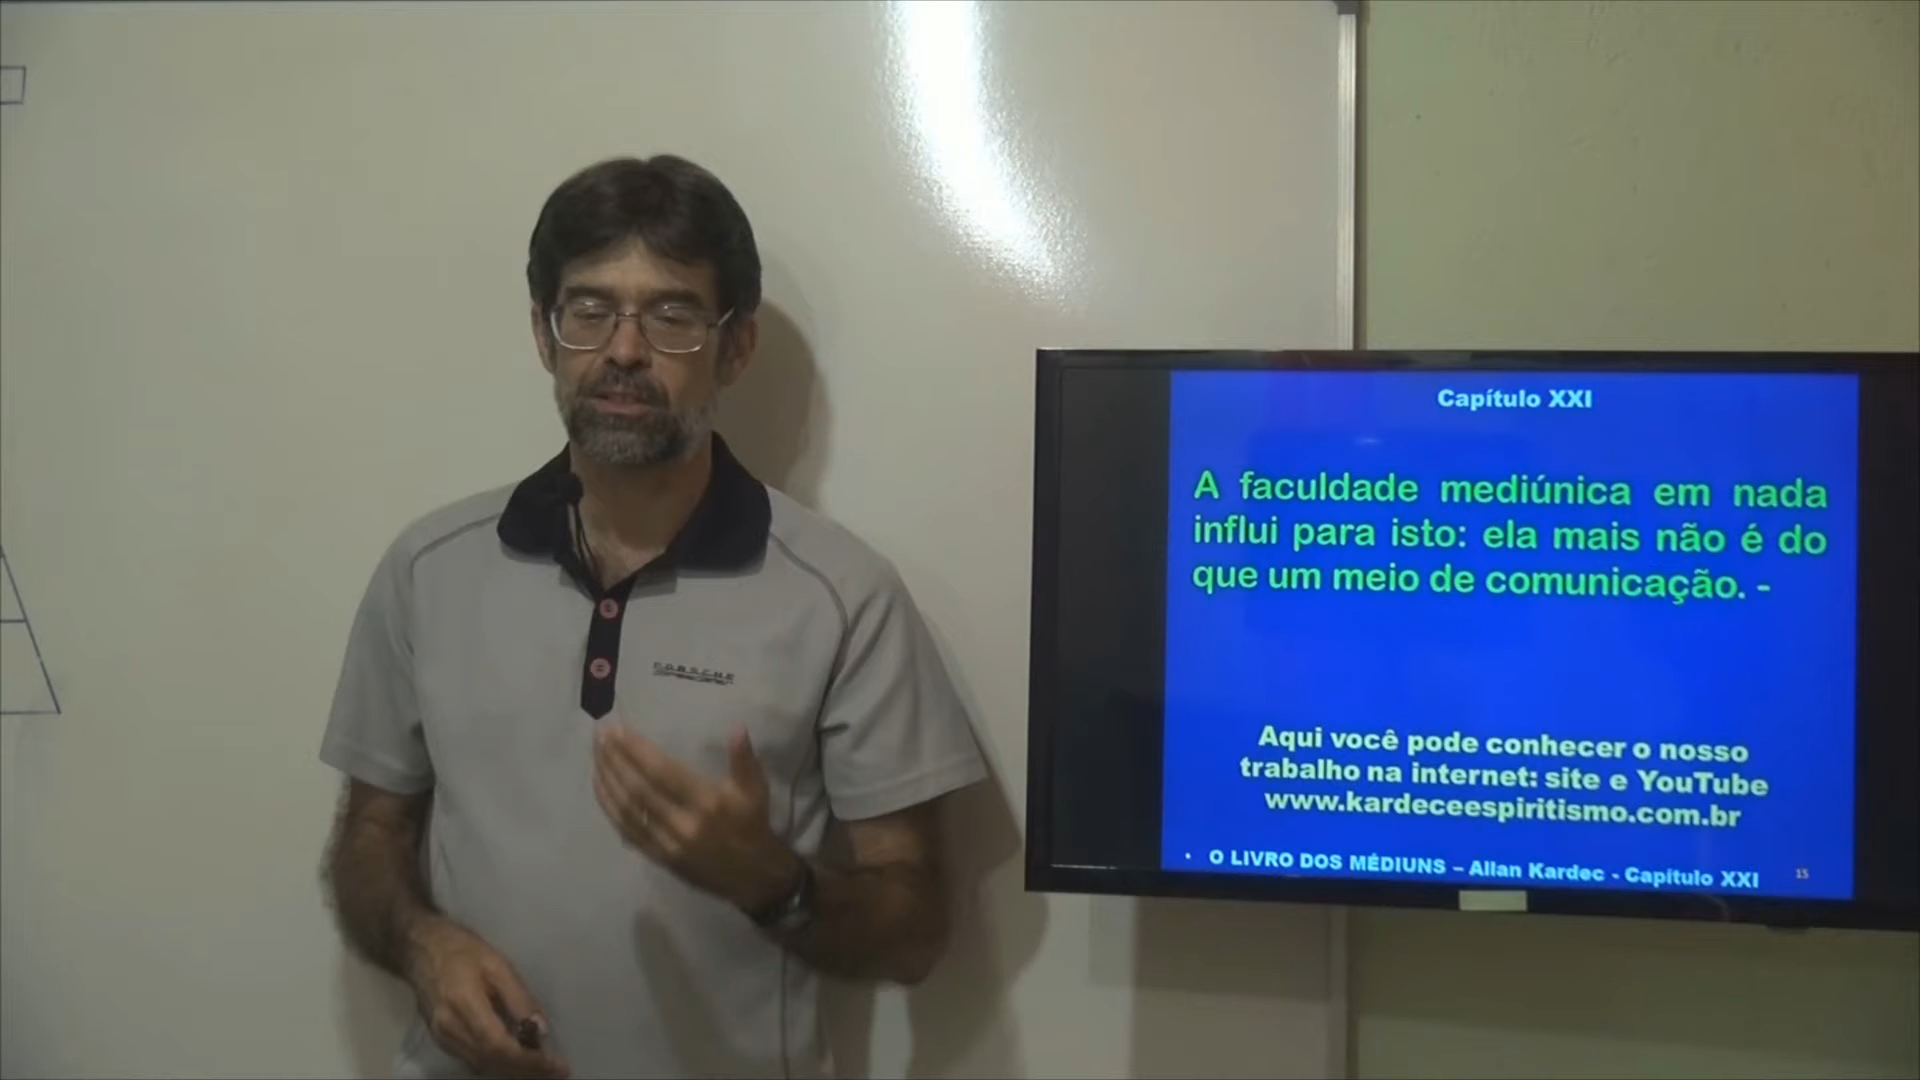 PORSCHE
Capítulo XXI
A faculdade mediúnica em nada
influi para isto: ela mais não é do
que um meio de comunicação. -
Aqui você pode conhecer o nosso
trabalho na internet: site e YouTube
www.kardeceespiritismo.com.br
• O LIVRO DOS MÉDIUNS – Allan Kardec - Capítulo XXI
15